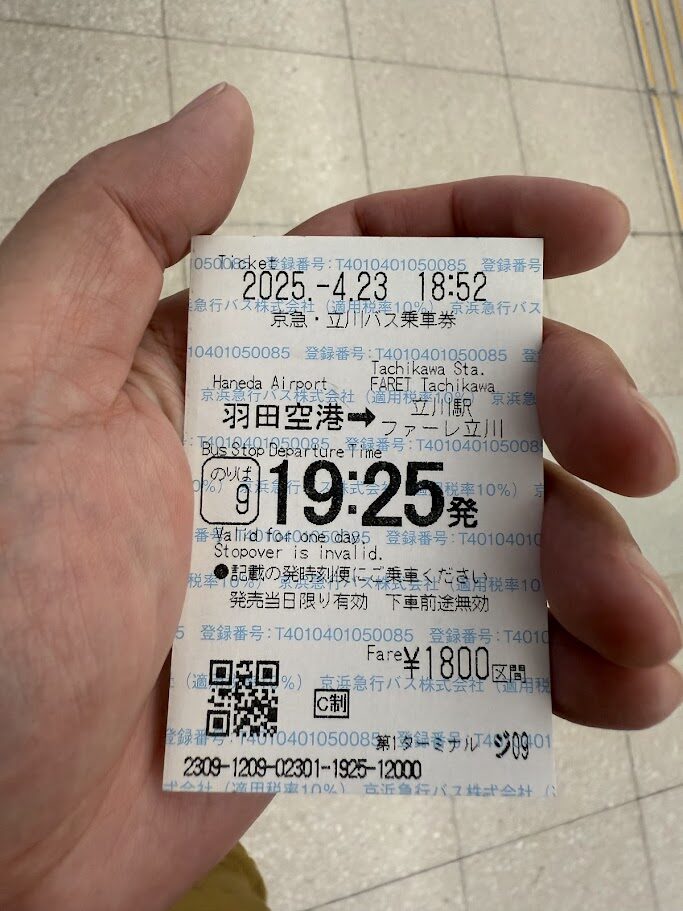 Ticket
2025.-4.23 18:52
京急・立川バス乗車券
Haneda Airport
Tachikawa Sta.
FARET Tachikawa
羽田空港→
立川駅
ファーレ立川
Bus Stop Departure Time
のりば
9
19:25発
Valid for one day.
Stopover is invalid.
●記載の発時刻便にご乗車ください
発売当日限り有効 下車前途無効
Fare ¥1800区間
C制
第1ターミナル ジ09
2309-1209-02301-1925-12000
登録番号:T4010401050085
京浜急行バス株式会社(適用税率10%)